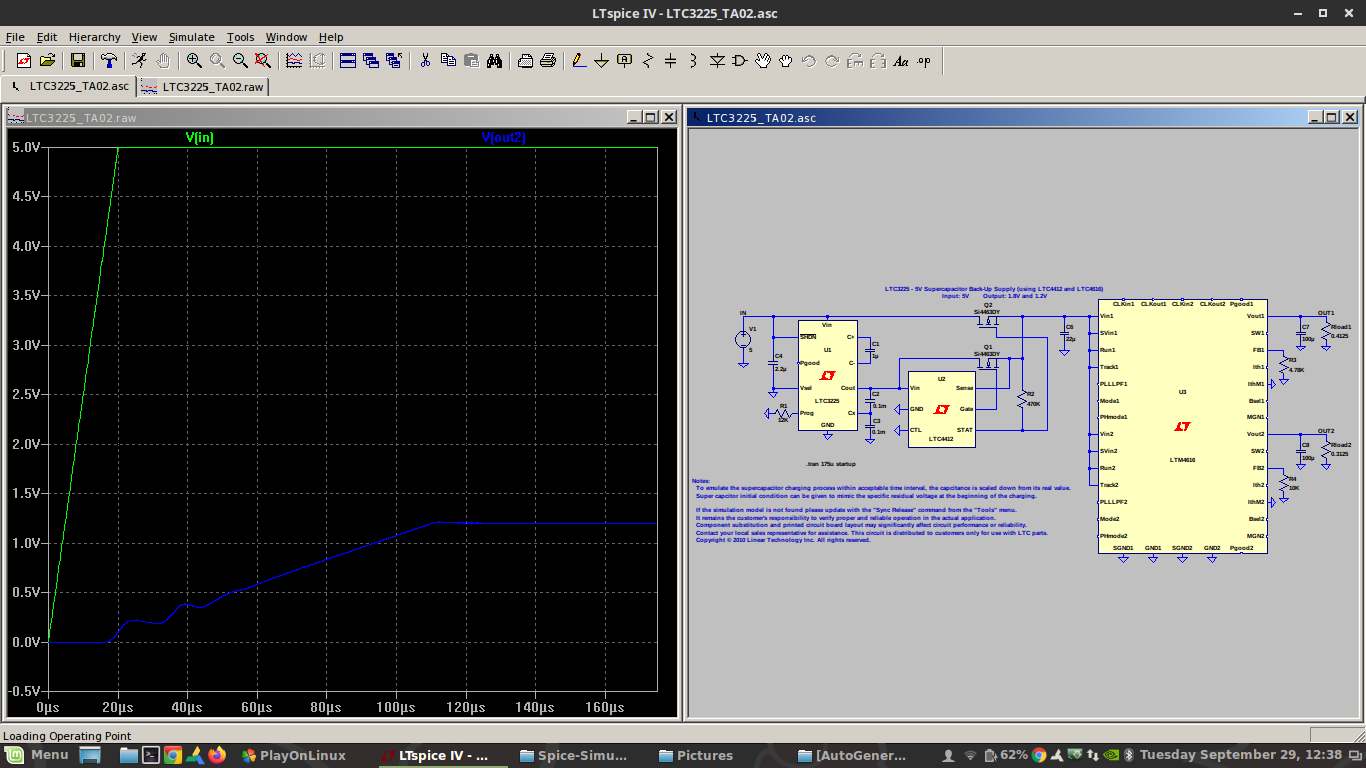 LTspice IV - LTC3225_TA02.asc
File Edit Hierarchy View Simulate Tools Window Help
Aa .op
LTC3225_TA02.asc LTC3225_TA02.raw
LTC3225_TA02.raw
V(in) V(out2)
5.0V
4.5V
4.0V
3.5V
3.0V
2.5V
2.0V
1.5V
1.0V
0.5V
0.0V
-0.5V
0µs 20µs 40µs 60µs 80µs 100µs 120µs 140µs 160µs
LTC3225_TA02.asc
LTC3225 - 5V Supercapacitor Back-Up Supply (using LTC4412 and LTC4616)
Input: 5V Output: 1.8V and 1.2V
IN
V1
5
C4
2.2µ
R1
12K
Vin
SHDN
C+
U1
Pgood
C-
Vsel
Cout
LTC3225
Prog
Cx
GND
C1
1µ
C2
0.1m
C3
0.1m
Q2
Si4463DY
Q1
Si4463DY
U2
Vin
Sense
GND
Gate
CTL
STAT
LTC4412
R2
470K
C6
22µ
CLKin1 CLKout1 CLKin2 CLKout2 Pgood1
Vin1
SVin1
Run1
Track1
PLLLPF1
Mode1
PHmode1
Vin2
SVin2
Run2
Track2
PLLLPF2
Mode2
PHmode2
U3
LTM4616
Vout1
SW1
FB1
Ith1
IthM1
Bsel1
MGN1
Vout2
SW2
FB2
Ith2
IthM2
Bsel2
MGN2
SGND1 GND1 SGND2 GND2 Pgood2
OUT1
C7
100µ
Rload1
0.4125
R3
4.78K
OUT2
C8
100µ
Rload2
0.3125
R4
10K
.tran 175u startup
Notes:
To emulate the supercapacitor charging process within acceptable time interval, the capcitance is scaled down from its real value.
Super capcitor initial condition can be given to mimic the specific residual voltage at the beginning of the charging.
If the simulation model is not found please update with the "Sync Release" command from the "Tools" menu.
It remains the customer's responsibility to verify proper and reliable operation in the actual application.
Component substitution and printed circuit board layout may significantly affect circuit performance or reliability.
Contact your local sales representative for assistance. This circuit is distributed to customers only for use with LTC parts.
Copyright © 2010 Linear Technology Inc. All rights reserved.
Loading Operating Point
Menu PlayOnLinux LTspice IV - ... Spice-Simu... Pictures [AutoGener... 62% Tuesday September 29, 12:38